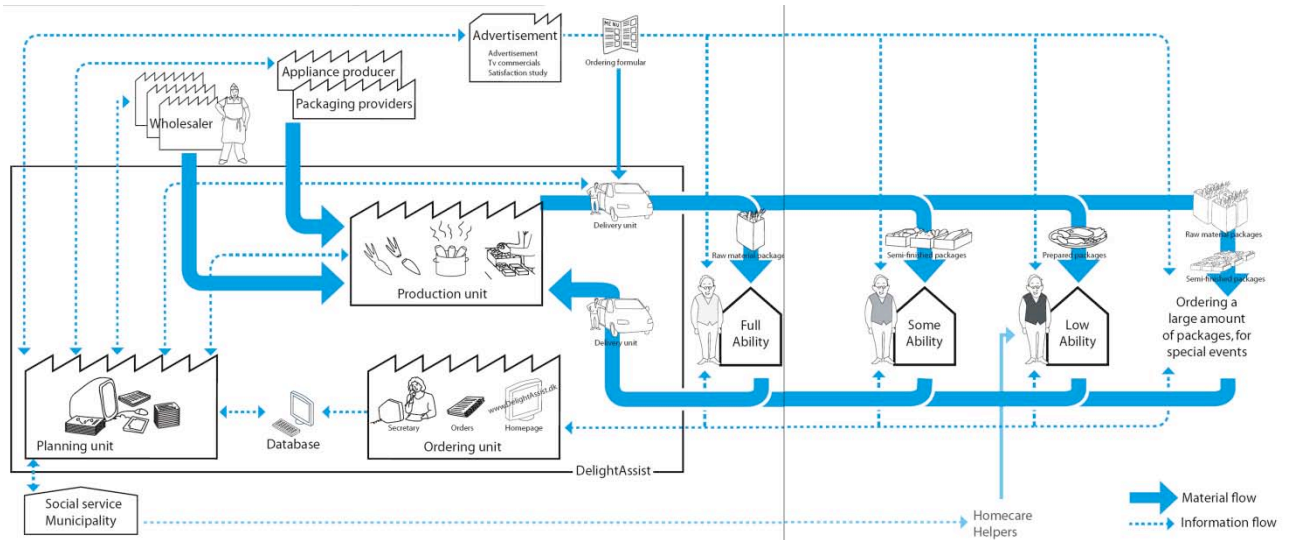 Advertisement
Advertisement
Tv commercials
Satisfaction study
MENU
Ordering formular
Appliance producer
Packaging providers
Wholesaler
Delivery unit
Production unit
Delivery unit
Raw material package
Semi-finished packages
Prepared packages
Raw material packages
Semi-finished packages
Full
Ability
Some
Ability
Low
Ability
Ordering a
large amount
of packages, for
special events
Planning unit
Database
Secretary
Orders
www.DelightAssist.dk
Homepage
Ordering unit
DelightAssist
Social service
Municipality
Homecare
Helpers
Material flow
Information flow